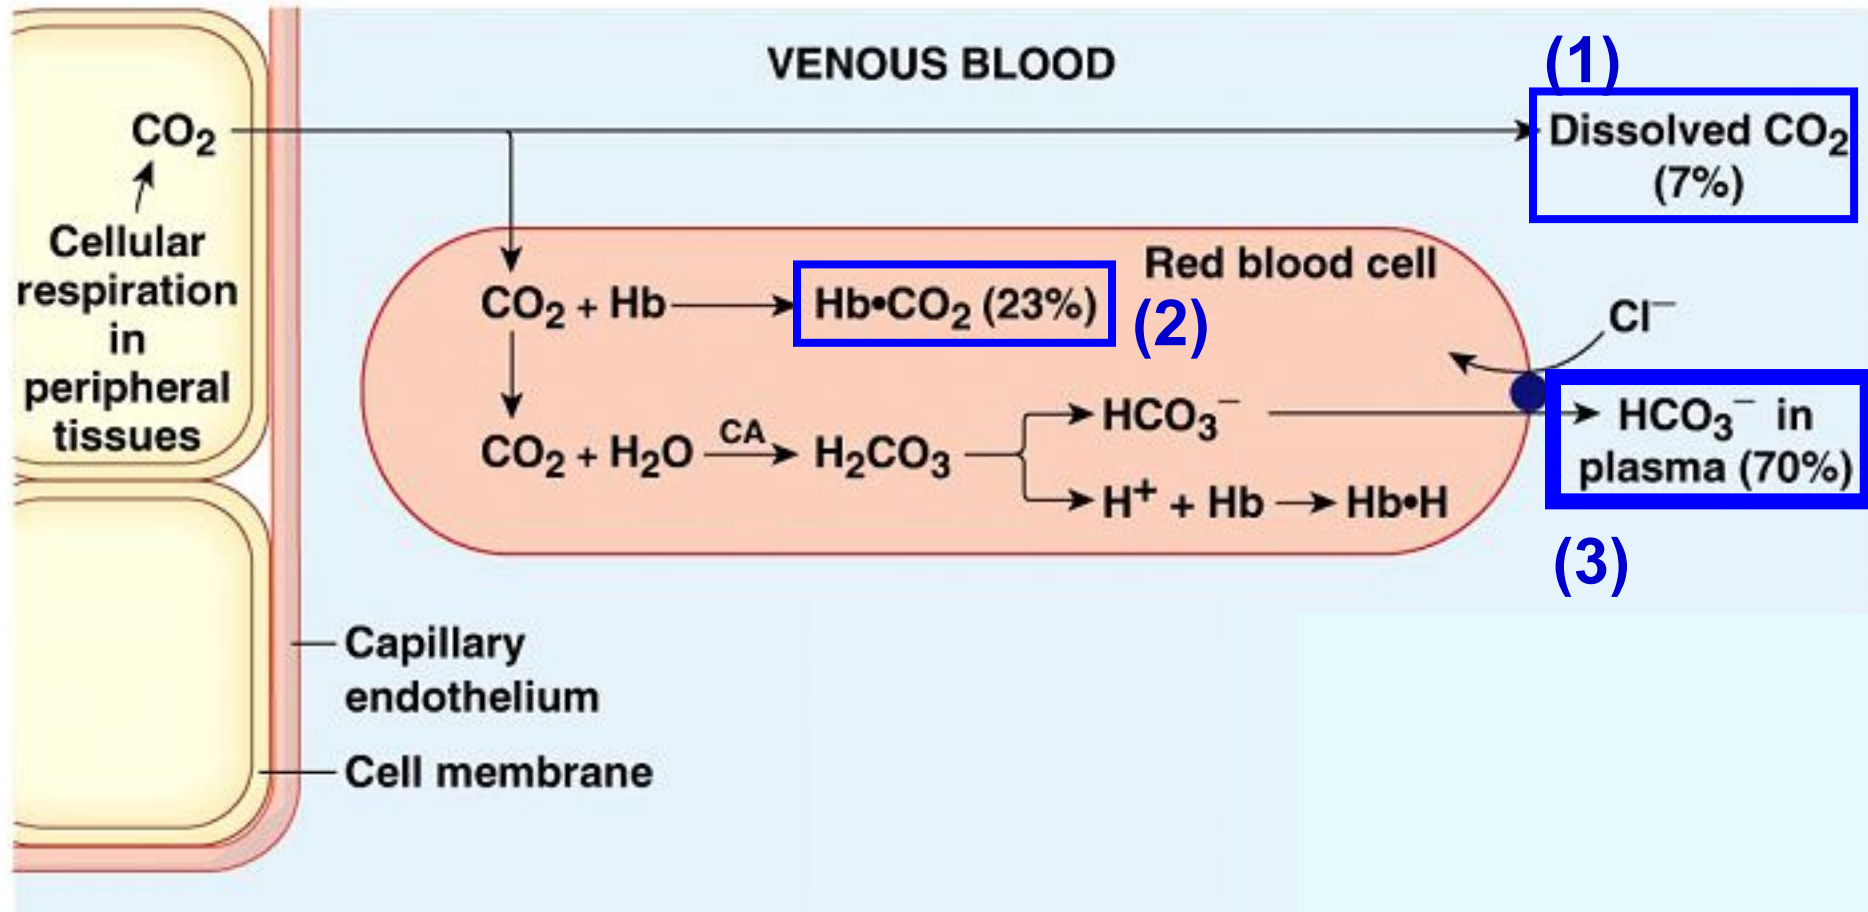 VENOUS BLOOD
(1)
CO₂
Dissolved CO₂
(7%)
Cellular
respiration
in
peripheral
tissues
Red blood cell
CO₂ + Hb
Hb•CO₂ (23%)
(2)
Cl⁻
HCO₃⁻
HCO₃⁻ in
plasma (70%)
CO₂ + H₂O
CA
H₂CO₃
H⁺ + Hb
Hb•H
(3)
Capillary
endothelium
Cell membrane